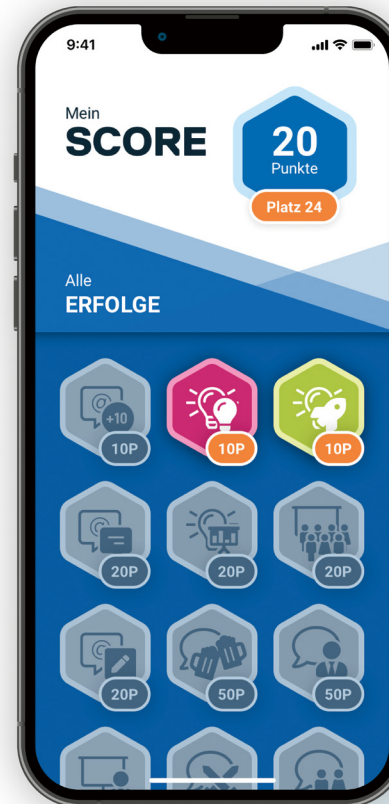 9:41
Mein
SCORE
20
Punkte
Platz 24
Alle
ERFOLGE
@
+10
10P
10P
10P
@
20P
20P
20P
@
20P
50P
50P